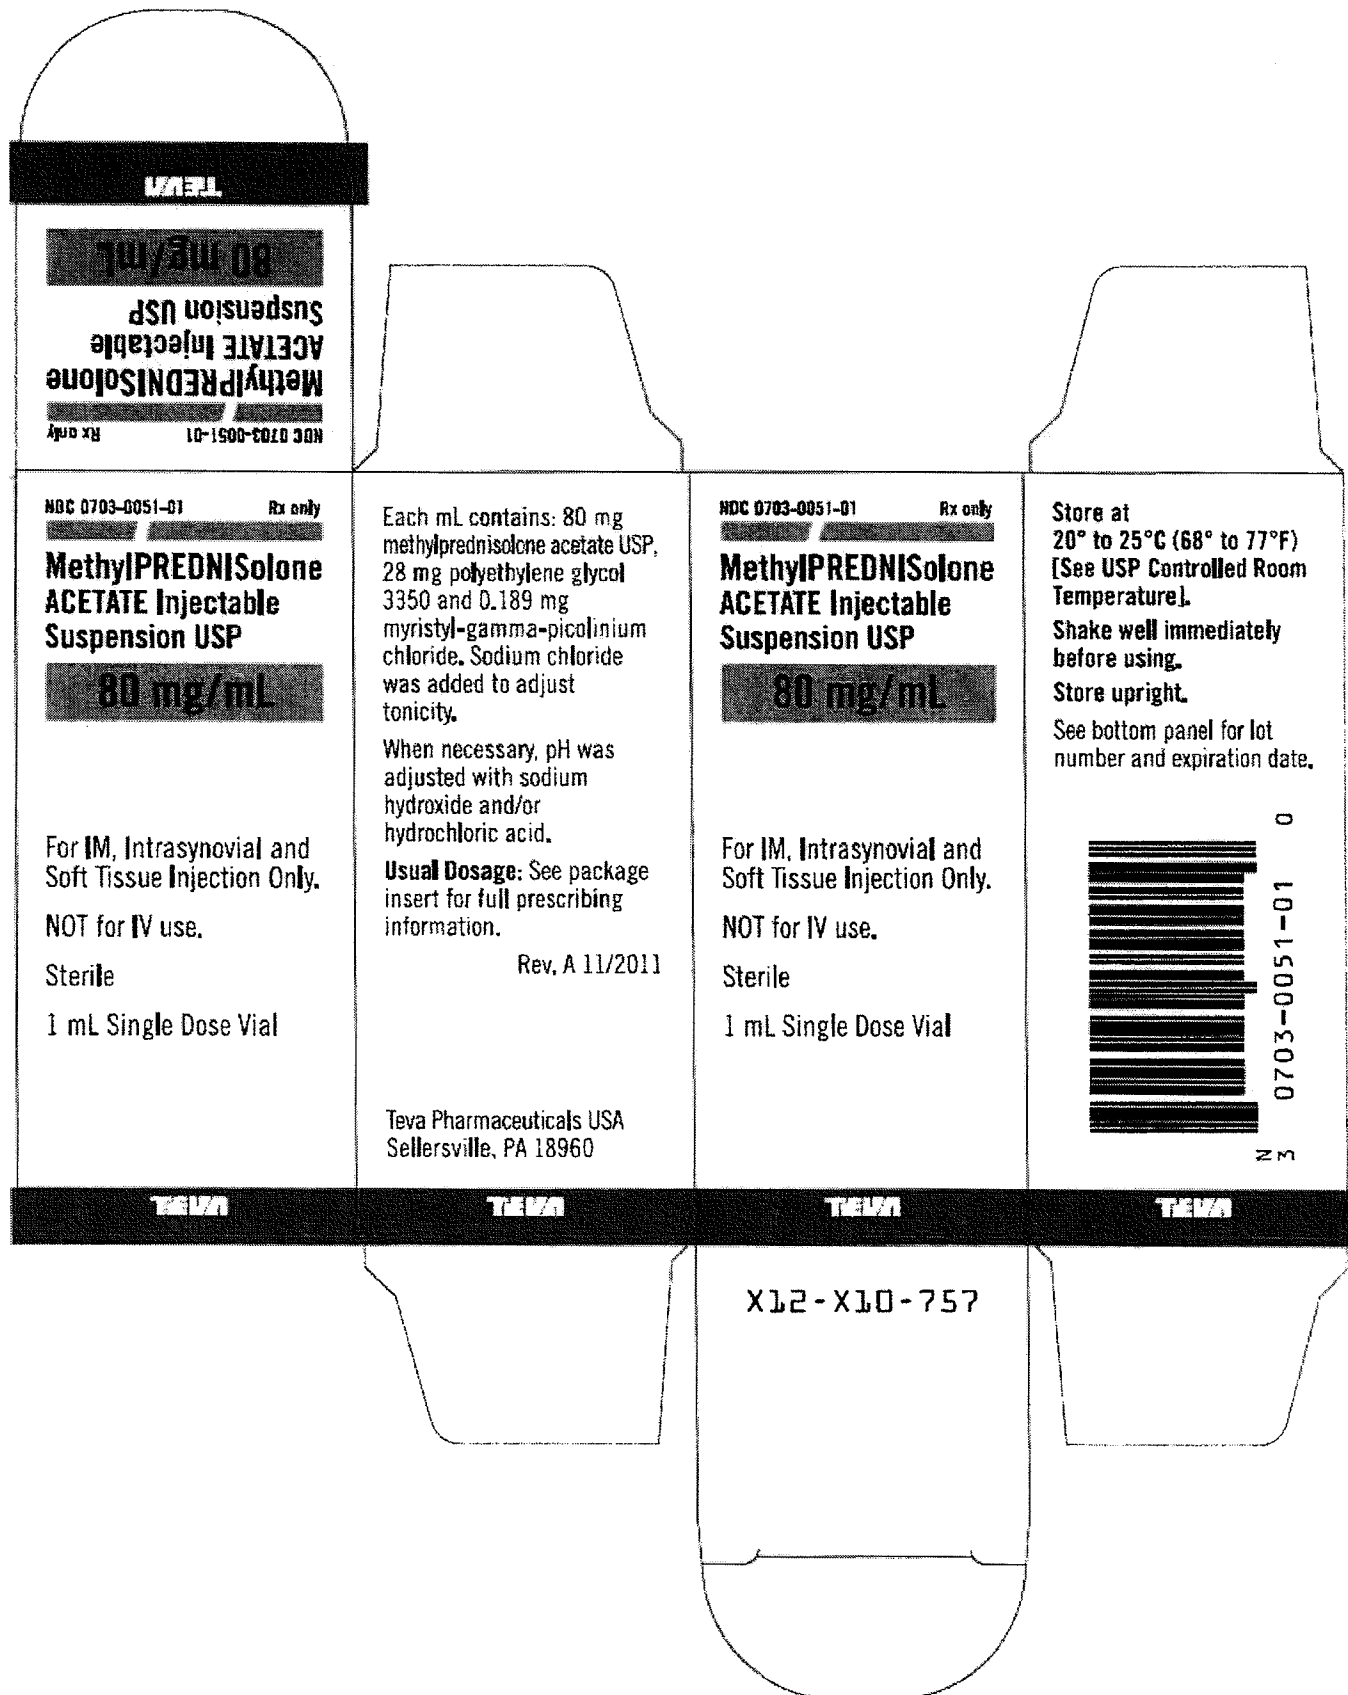 TEVA
80 mg/mL
Suspension USP
ACETATE Injectable
MethylPREDNISolone
NDC 0703-0051-01 Rx only
NDC 0703-0051-01 Rx only
MethylPREDNISolone
ACETATE Injectable
Suspension USP
80 mg/mL
For IM, Intrasynovial and
Soft Tissue Injection Only.
NOT for IV use.
Sterile
1 mL Single Dose Vial
TEVA
Each mL contains: 80 mg
methylprednisolone acetate USP,
28 mg polyethylene glycol
3350 and 0.189 mg
myristyl-gamma-picolinium
chloride. Sodium chloride
was added to adjust
tonicity.
When necessary, pH was
adjusted with sodium
hydroxide and/or
hydrochloric acid.
Usual Dosage: See package
insert for full prescribing
information.
Rev. A 11/2011
Teva Pharmaceuticals USA
Sellersville, PA 18960
TEVA
NDC 0703-0051-01 Rx only
MethylPREDNISolone
ACETATE Injectable
Suspension USP
80 mg/mL
For IM, Intrasynovial and
Soft Tissue Injection Only.
NOT for IV use.
Sterile
1 mL Single Dose Vial
TEVA
X12-X10-757
Store at
20° to 25°C (68° to 77°F)
[See USP Controlled Room
Temperature].
Shake well immediately
before using.
Store upright.
See bottom panel for lot
number and expiration date.
N
3 0703-0051-01 0
TEVA